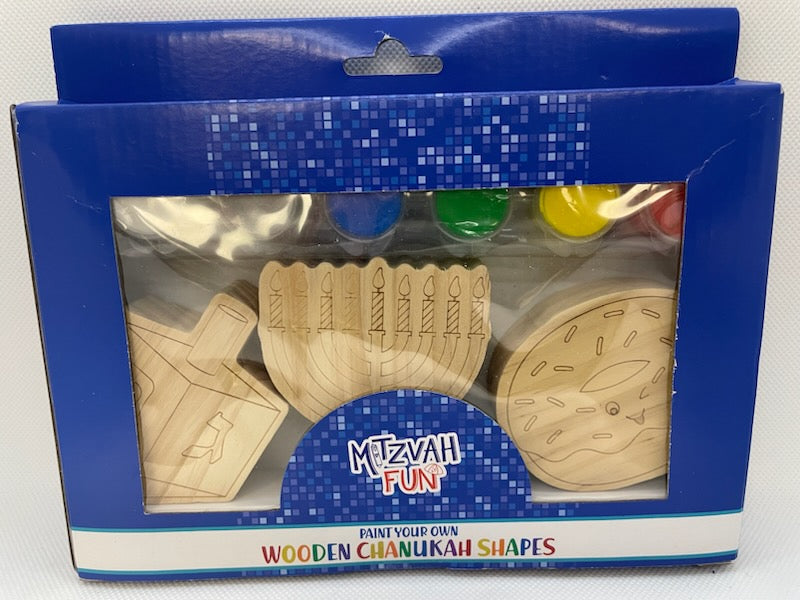 MITZVAH
FUN
PAINT YOUR OWN
WOODEN CHANUKAH SHAPES